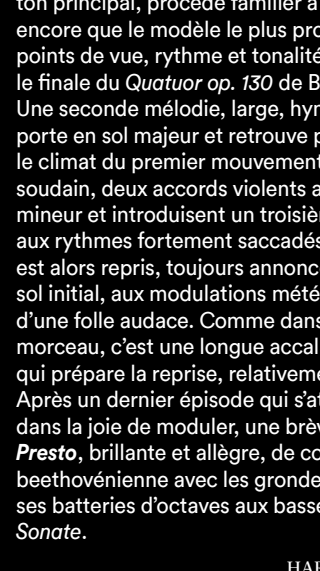 ton principal, procédé familier à
encore que le modèle le plus pro
points de vue, rythme et tonalité
le finale du Quatuor op. 130 de B
Une seconde mélodie, large, hyr
porte en sol majeur et retrouve p
le climat du premier mouvement
soudain, deux accords violents a
mineur et introduisent un troisiè
aux rythmes fortement saccadés
est alors repris, toujours annonc
sol initial, aux modulations mété
d'une folle audace. Comme dans
morceau, c'est une longue accal
qui prépare la reprise, relativeme
Après un dernier épisode qui s'at
dans la joie de moduler, une brèv
Presto, brillante et allègre, de co
beethovénienne avec les gronde
ses batteries d'octaves aux basse
Sonate.
HAR